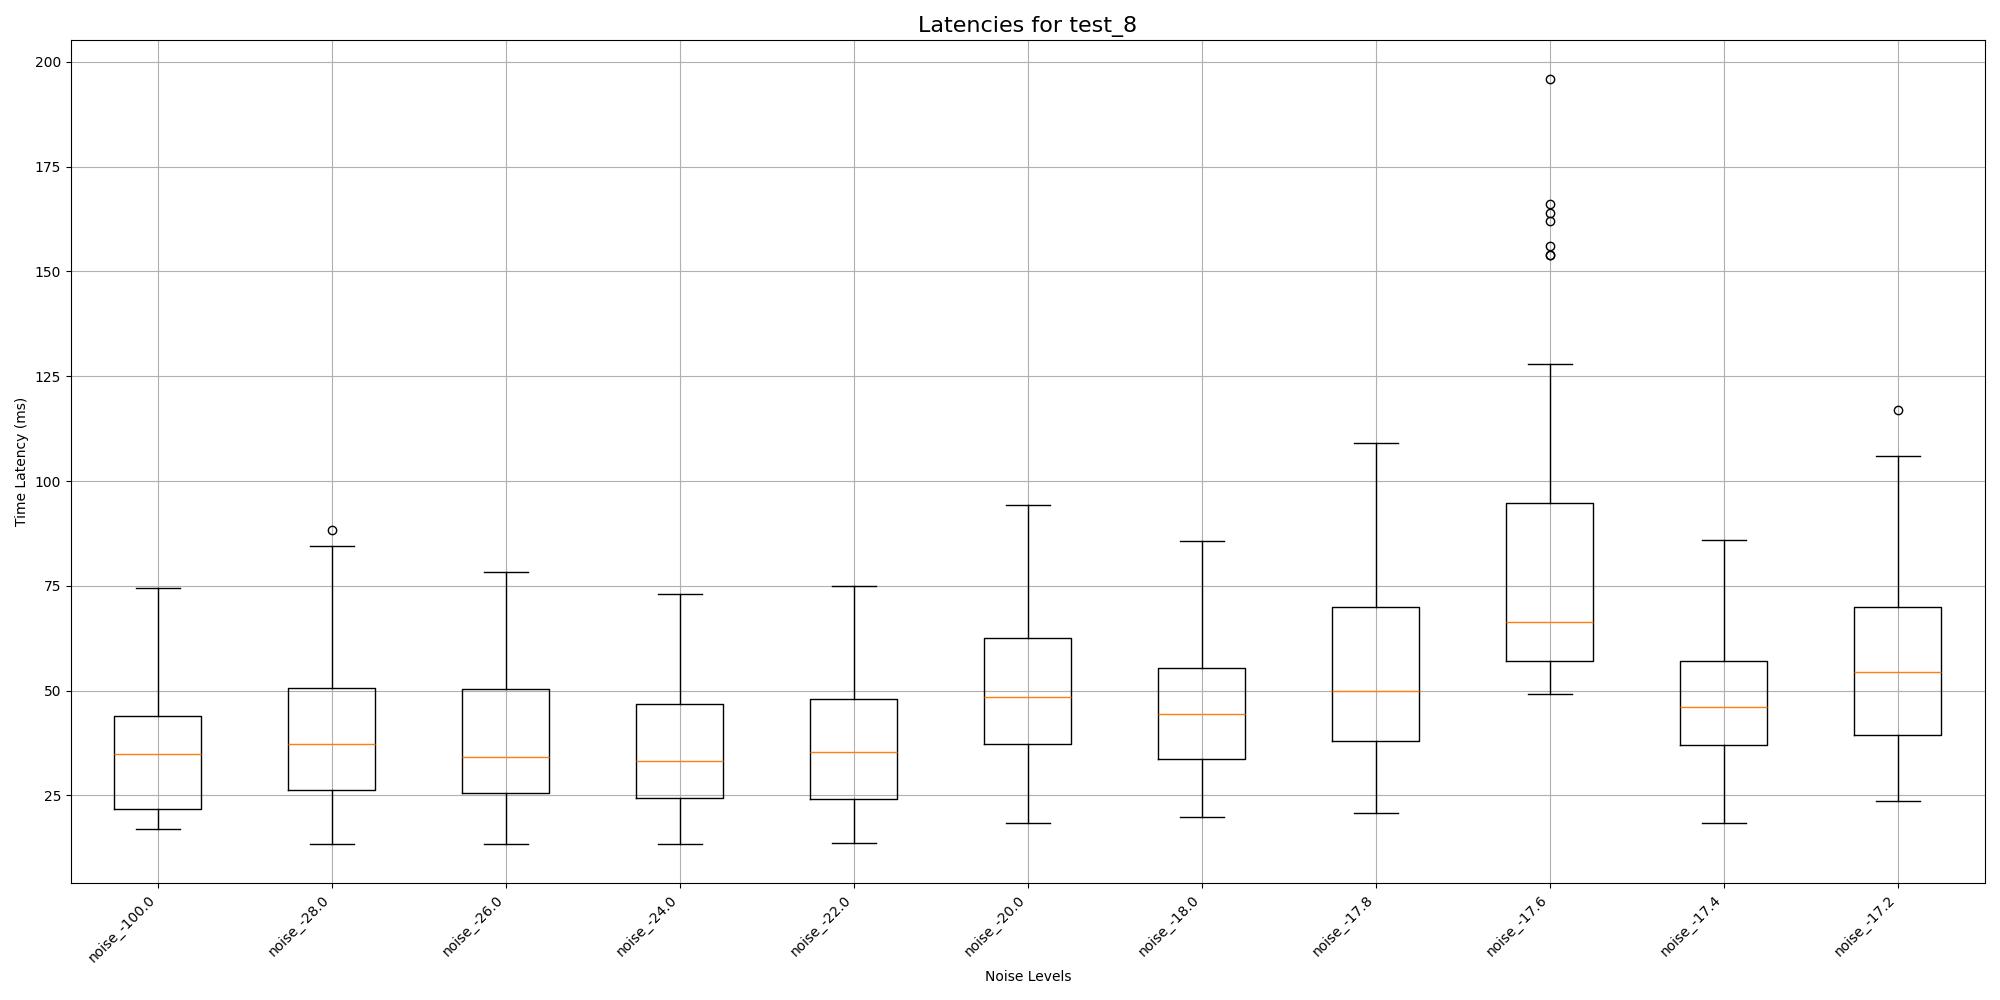 Latencies for test_8
200
175
150
125
100
75
50
25
Time Latency (ms)
noise_-100.0
noise_-28.0
noise_-26.0
noise_-24.0
noise_-22.0
noise_-20.0
noise_-18.0
noise_-17.8
noise_-17.6
noise_-17.4
noise_-17.2
Noise Levels